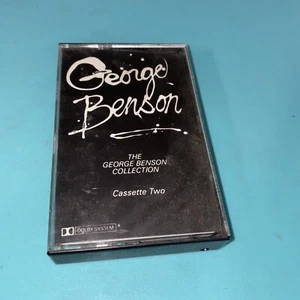 George
Benson
THE
GEORGE BENSON
COLLECTION
Cassette Two
DOLBY SYSTEM